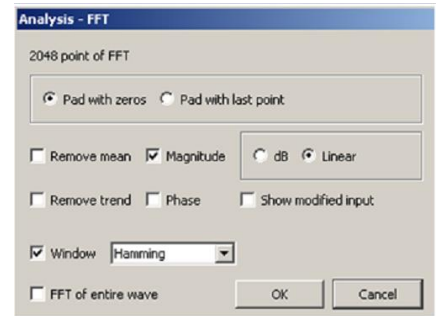 Analysis - FFT
2048 point of FFT
Pad with zeros Pad with last point
Remove mean Magnitude dB Linear
Remove trend Phase Show modified input
Window Hamming
FFT of entire wave OK Cancel